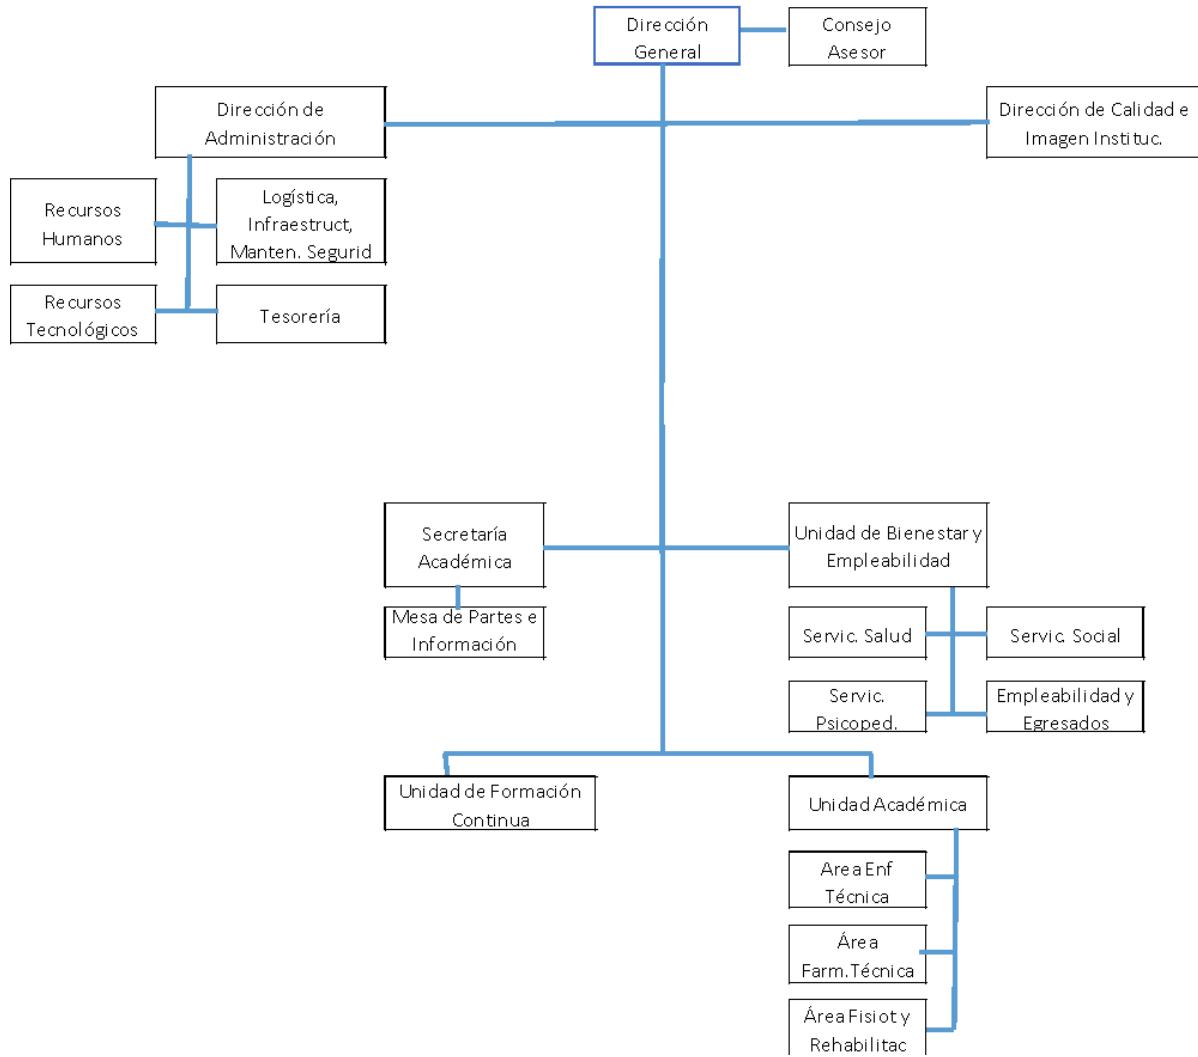 Dirección
General
Consejo
Asesor
Dirección de
Administración
Dirección de Calidad e
Imagen Instituc.
Recursos
Humanos
Logística,
Infraestruct,
Manten. Segurid
Recursos
Tecnológicos
Tesorería
Secretaría
Académica
Unidad de Bienestar y
Empleabilidad
Mesa de Partes e
Información
Servic. Salud
Servic. Social
Servic.
Psicoped.
Empleabilidad y
Egresados
Unidad de Formación
Continua
Unidad Académica
Area Enf
Técnica
Área
Farm.Técnica
Área Fisiot y
Rehabilitac